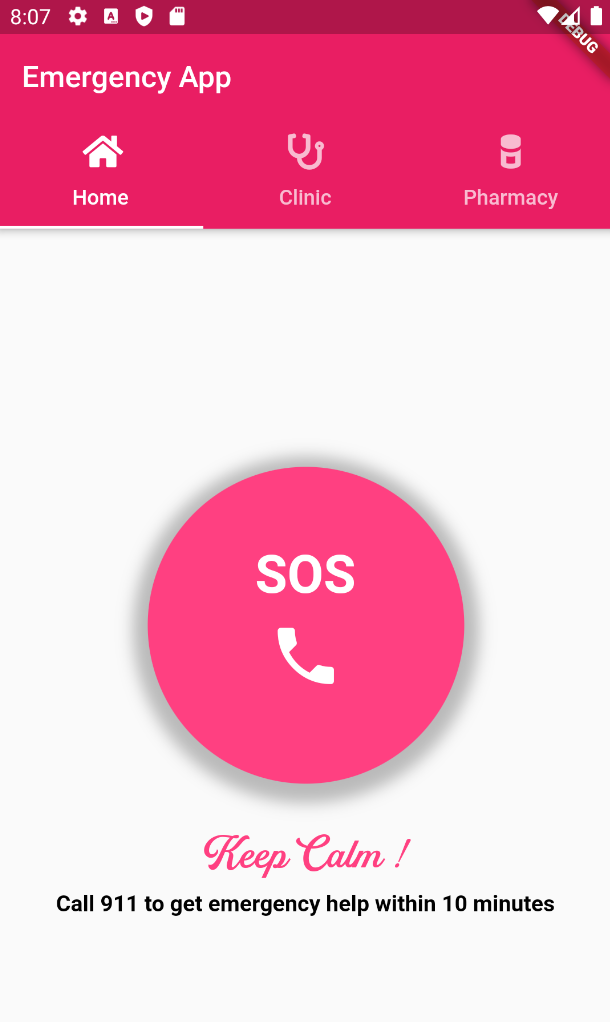 8:07
DEBUG
Emergency App
Home
Clinic
Pharmacy
SOS
Keep Calm !
Call 911 to get emergency help within 10 minutes